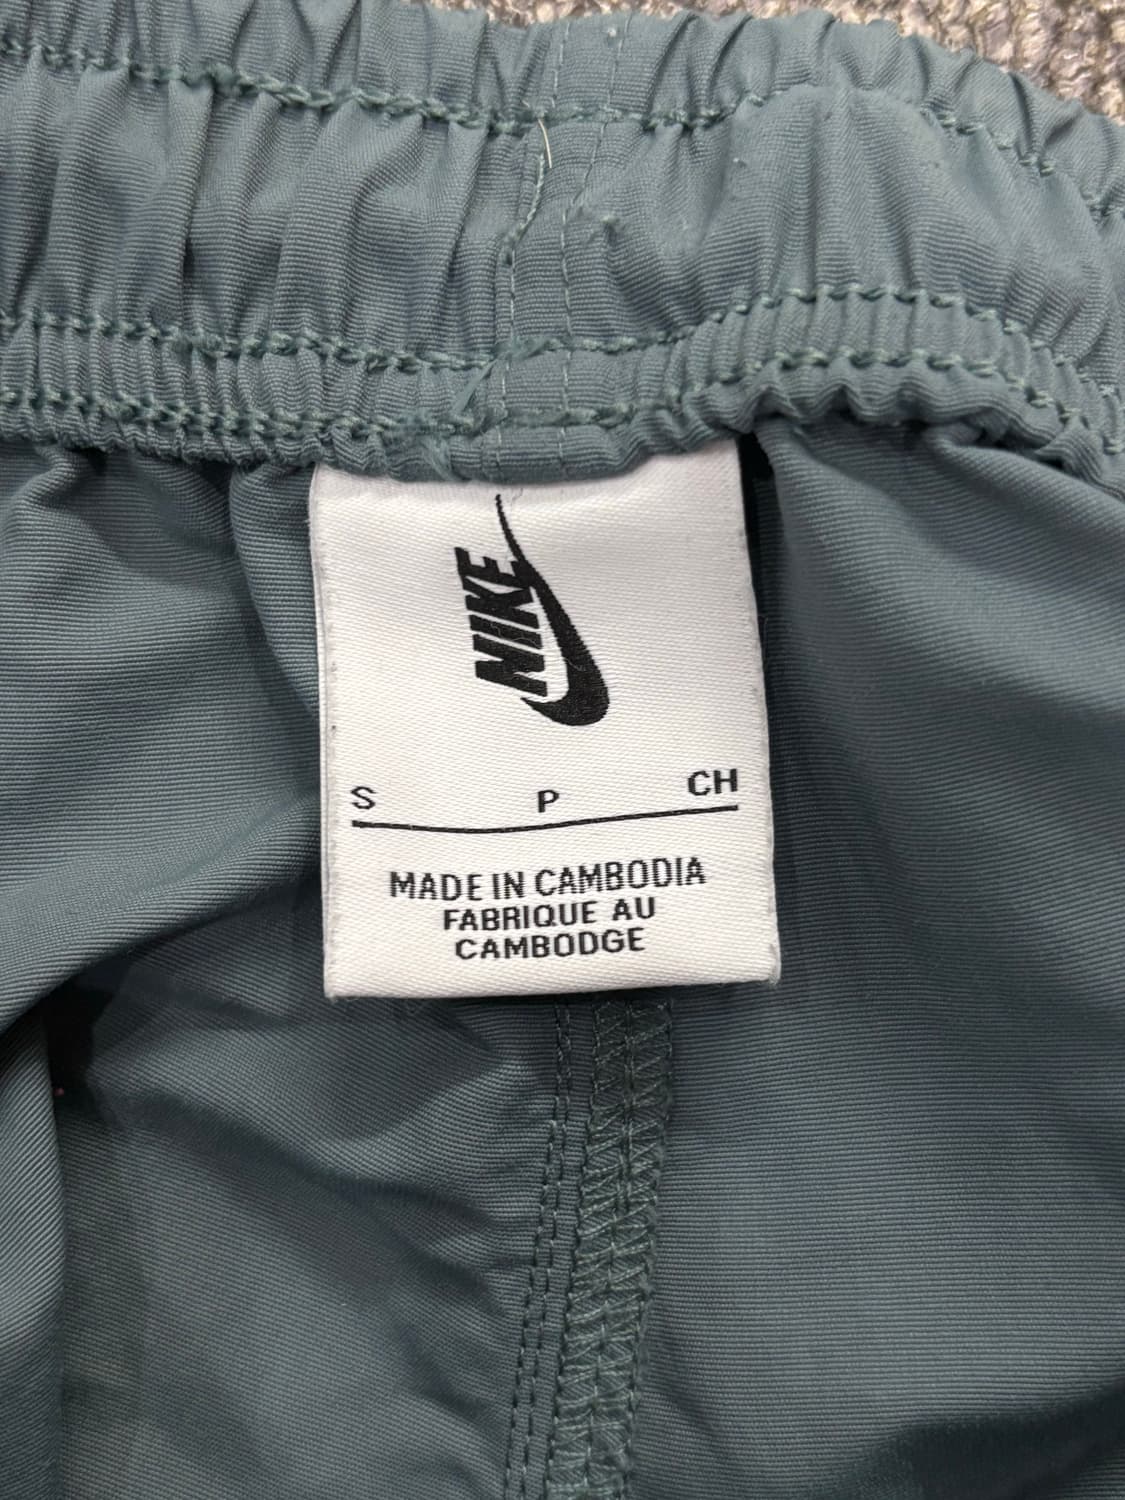 NIKE
S P CH
MADE IN CAMBODIA
FABRIQUE AU
CAMBODGE